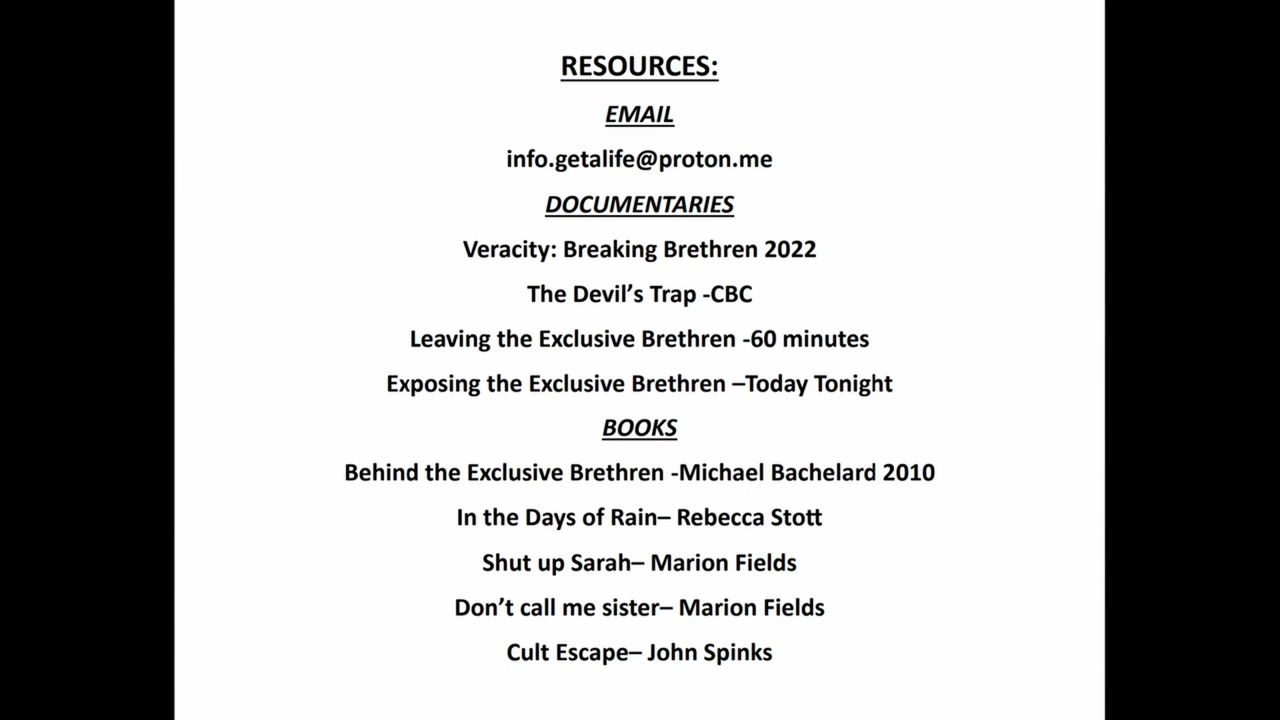 RESOURCES:
EMAIL
info.getalife@proton.me
DOCUMENTARIES
Veracity: Breaking Brethren 2022
The Devil’s Trap -CBC
Leaving the Exclusive Brethren -60 minutes
Exposing the Exclusive Brethren –Today Tonight
BOOKS
Behind the Exclusive Brethren -Michael Bachelard 2010
In the Days of Rain– Rebecca Stott
Shut up Sarah– Marion Fields
Don’t call me sister– Marion Fields
Cult Escape– John Spinks